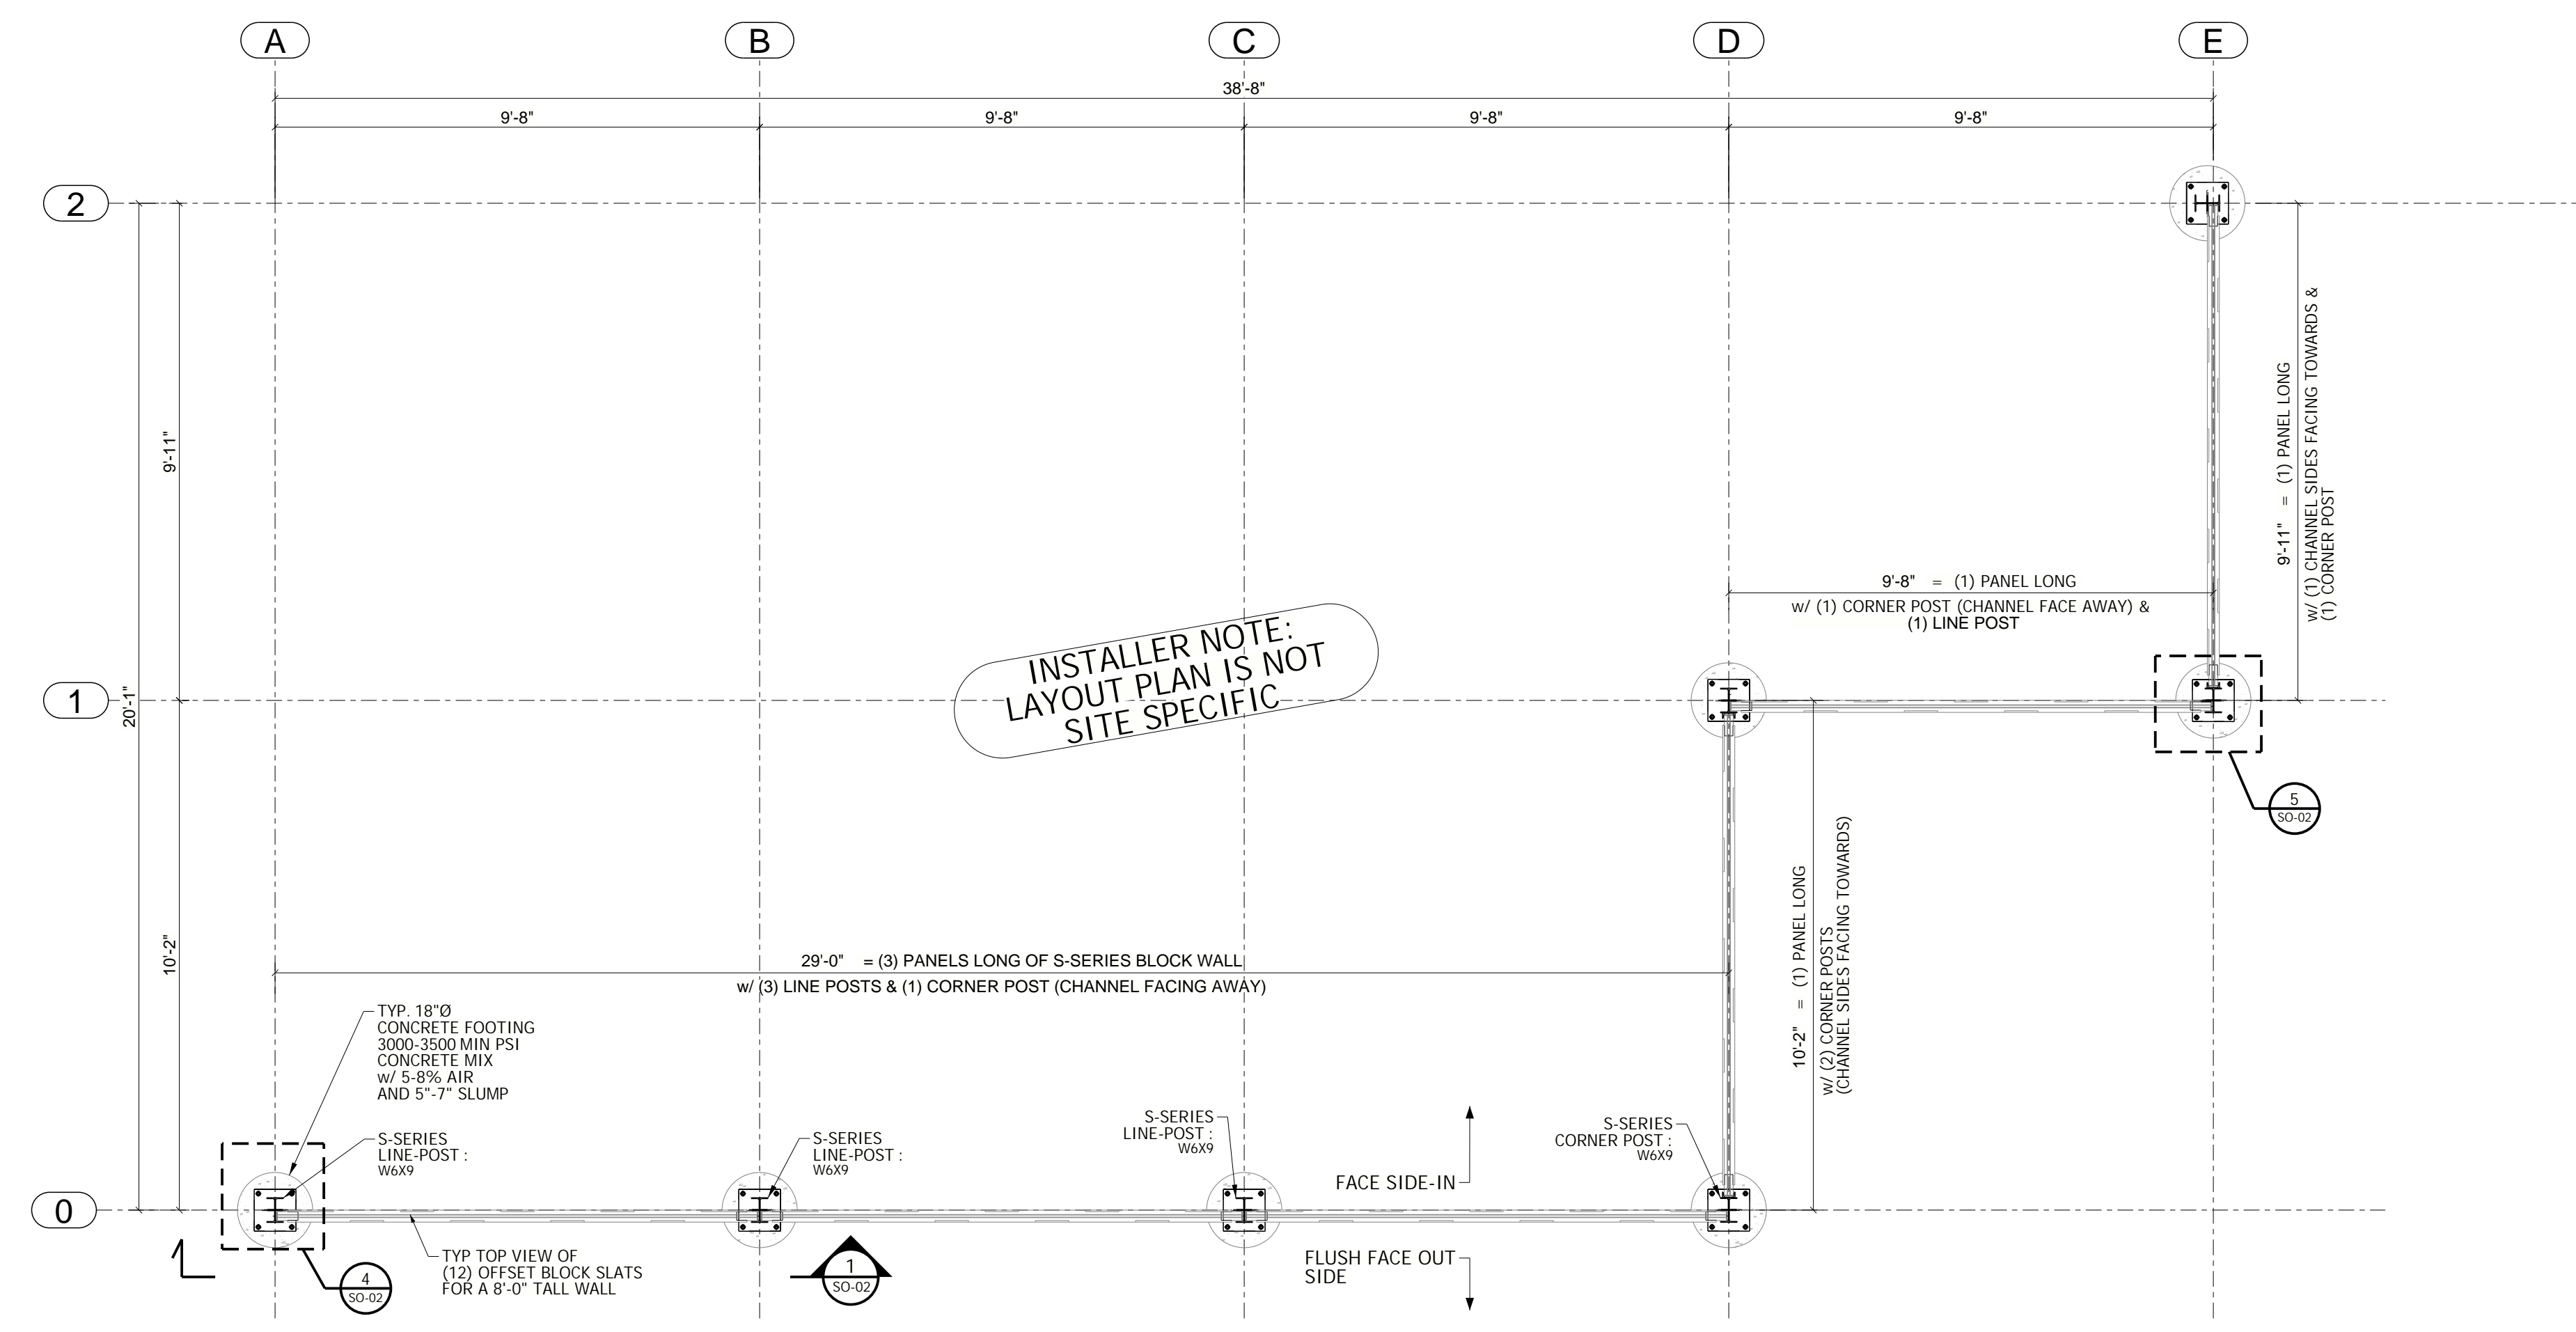 A
B
C
D
E
38'-8"
9'-8"
9'-8"
9'-8"
9'-8"
2
1
0
20'-1"
9'-11"
10'-2"
9'-11" = (1) PANEL LONG
w/ (1) CHANNEL SIDES FACING TOWARDS &
(1) CORNER POST
9'-8" = (1) PANEL LONG
w/ (1) CORNER POST (CHANNEL FACE AWAY) &
(1) LINE POST
INSTALLER NOTE:
LAYOUT PLAN IS NOT
SITE SPECIFIC
5
SO-02
10'-2" = (1) PANEL LONG
w/ (2) CORNER POSTS
(CHANNEL SIDES FACING TOWARDS)
29'-0" = (3) PANELS LONG OF S-SERIES BLOCK WALL
w/ (3) LINE POSTS & (1) CORNER POST (CHANNEL FACING AWAY)
TYP. 18"Ø
CONCRETE FOOTING
3000-3500 MIN PSI
CONCRETE MIX
w/ 5-8% AIR
AND 5"-7" SLUMP
S-SERIES
LINE-POST :
W6X9
S-SERIES
LINE-POST :
W6X9
S-SERIES
LINE-POST :
W6X9
S-SERIES
CORNER POST :
W6X9
FACE SIDE-IN
FLUSH FACE OUT
SIDE
TYP TOP VIEW OF
(12) OFFSET BLOCK SLATS
FOR A 8'-0" TALL WALL
4
SO-02
1
SO-02